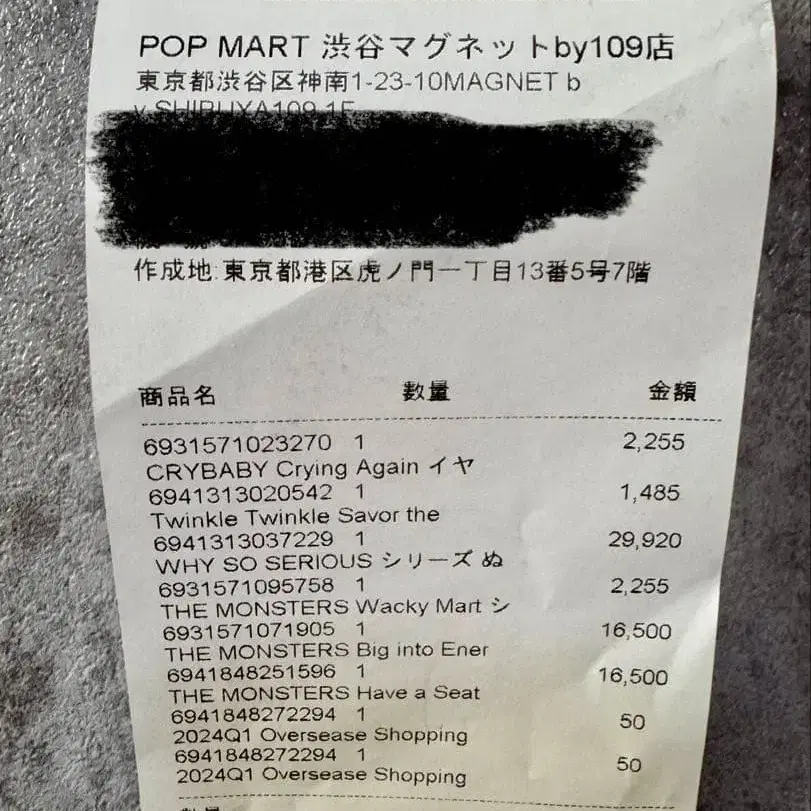 POP MART 渋谷マグネットby109店
東京都渋谷区神南1-23-10MAGNET b
y SHIBUYA109 1F
作成地:東京都港区虎ノ門一丁目13番5号7階
商品名 数量 金額
6931571023270 1 2,255
CRYBABY Crying Again イヤ
6941313020542 1 1,485
Twinkle Twinkle Savor the
6941313037229 1 29,920
WHY SO SERIOUS シリーズ ぬ
6931571095758 1 2,255
THE MONSTERS Wacky Mart シ
6931571071905 1 16,500
THE MONSTERS Big into Ener
6941848251596 1 16,500
THE MONSTERS Have a Seat
6941848272294 1 50
2024Q1 Oversease Shopping
6941848272294 1 50
2024Q1 Oversease Shopping